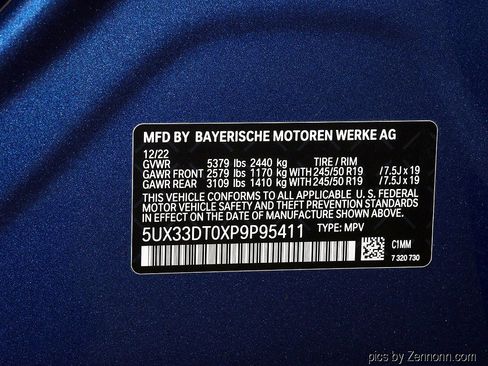 MFD BY BAYERISCHE MOTOREN WERKE AG
12/22
GVWR 5379 lbs 2440 kg TIRE / RIM
GAWR FRONT 2579 lbs 1170 kg WITH 245/50 R19 /7.5J x 19
GAWR REAR 3109 lbs 1410 kg WITH 245/50 R19 /7.5J x 19
THIS VEHICLE CONFORMS TO ALL APPLICABLE U. S. FEDERAL
MOTOR VEHICLE SAFETY AND THEFT PREVENTION
STANDARDS IN EFFECT ON THE DATE OF MANUFACTURE
SHOWN ABOVE.
5UX33DT0XP9P95411 TYPE: MPV
C1MM
7 320 730
pics by Zennonn.com